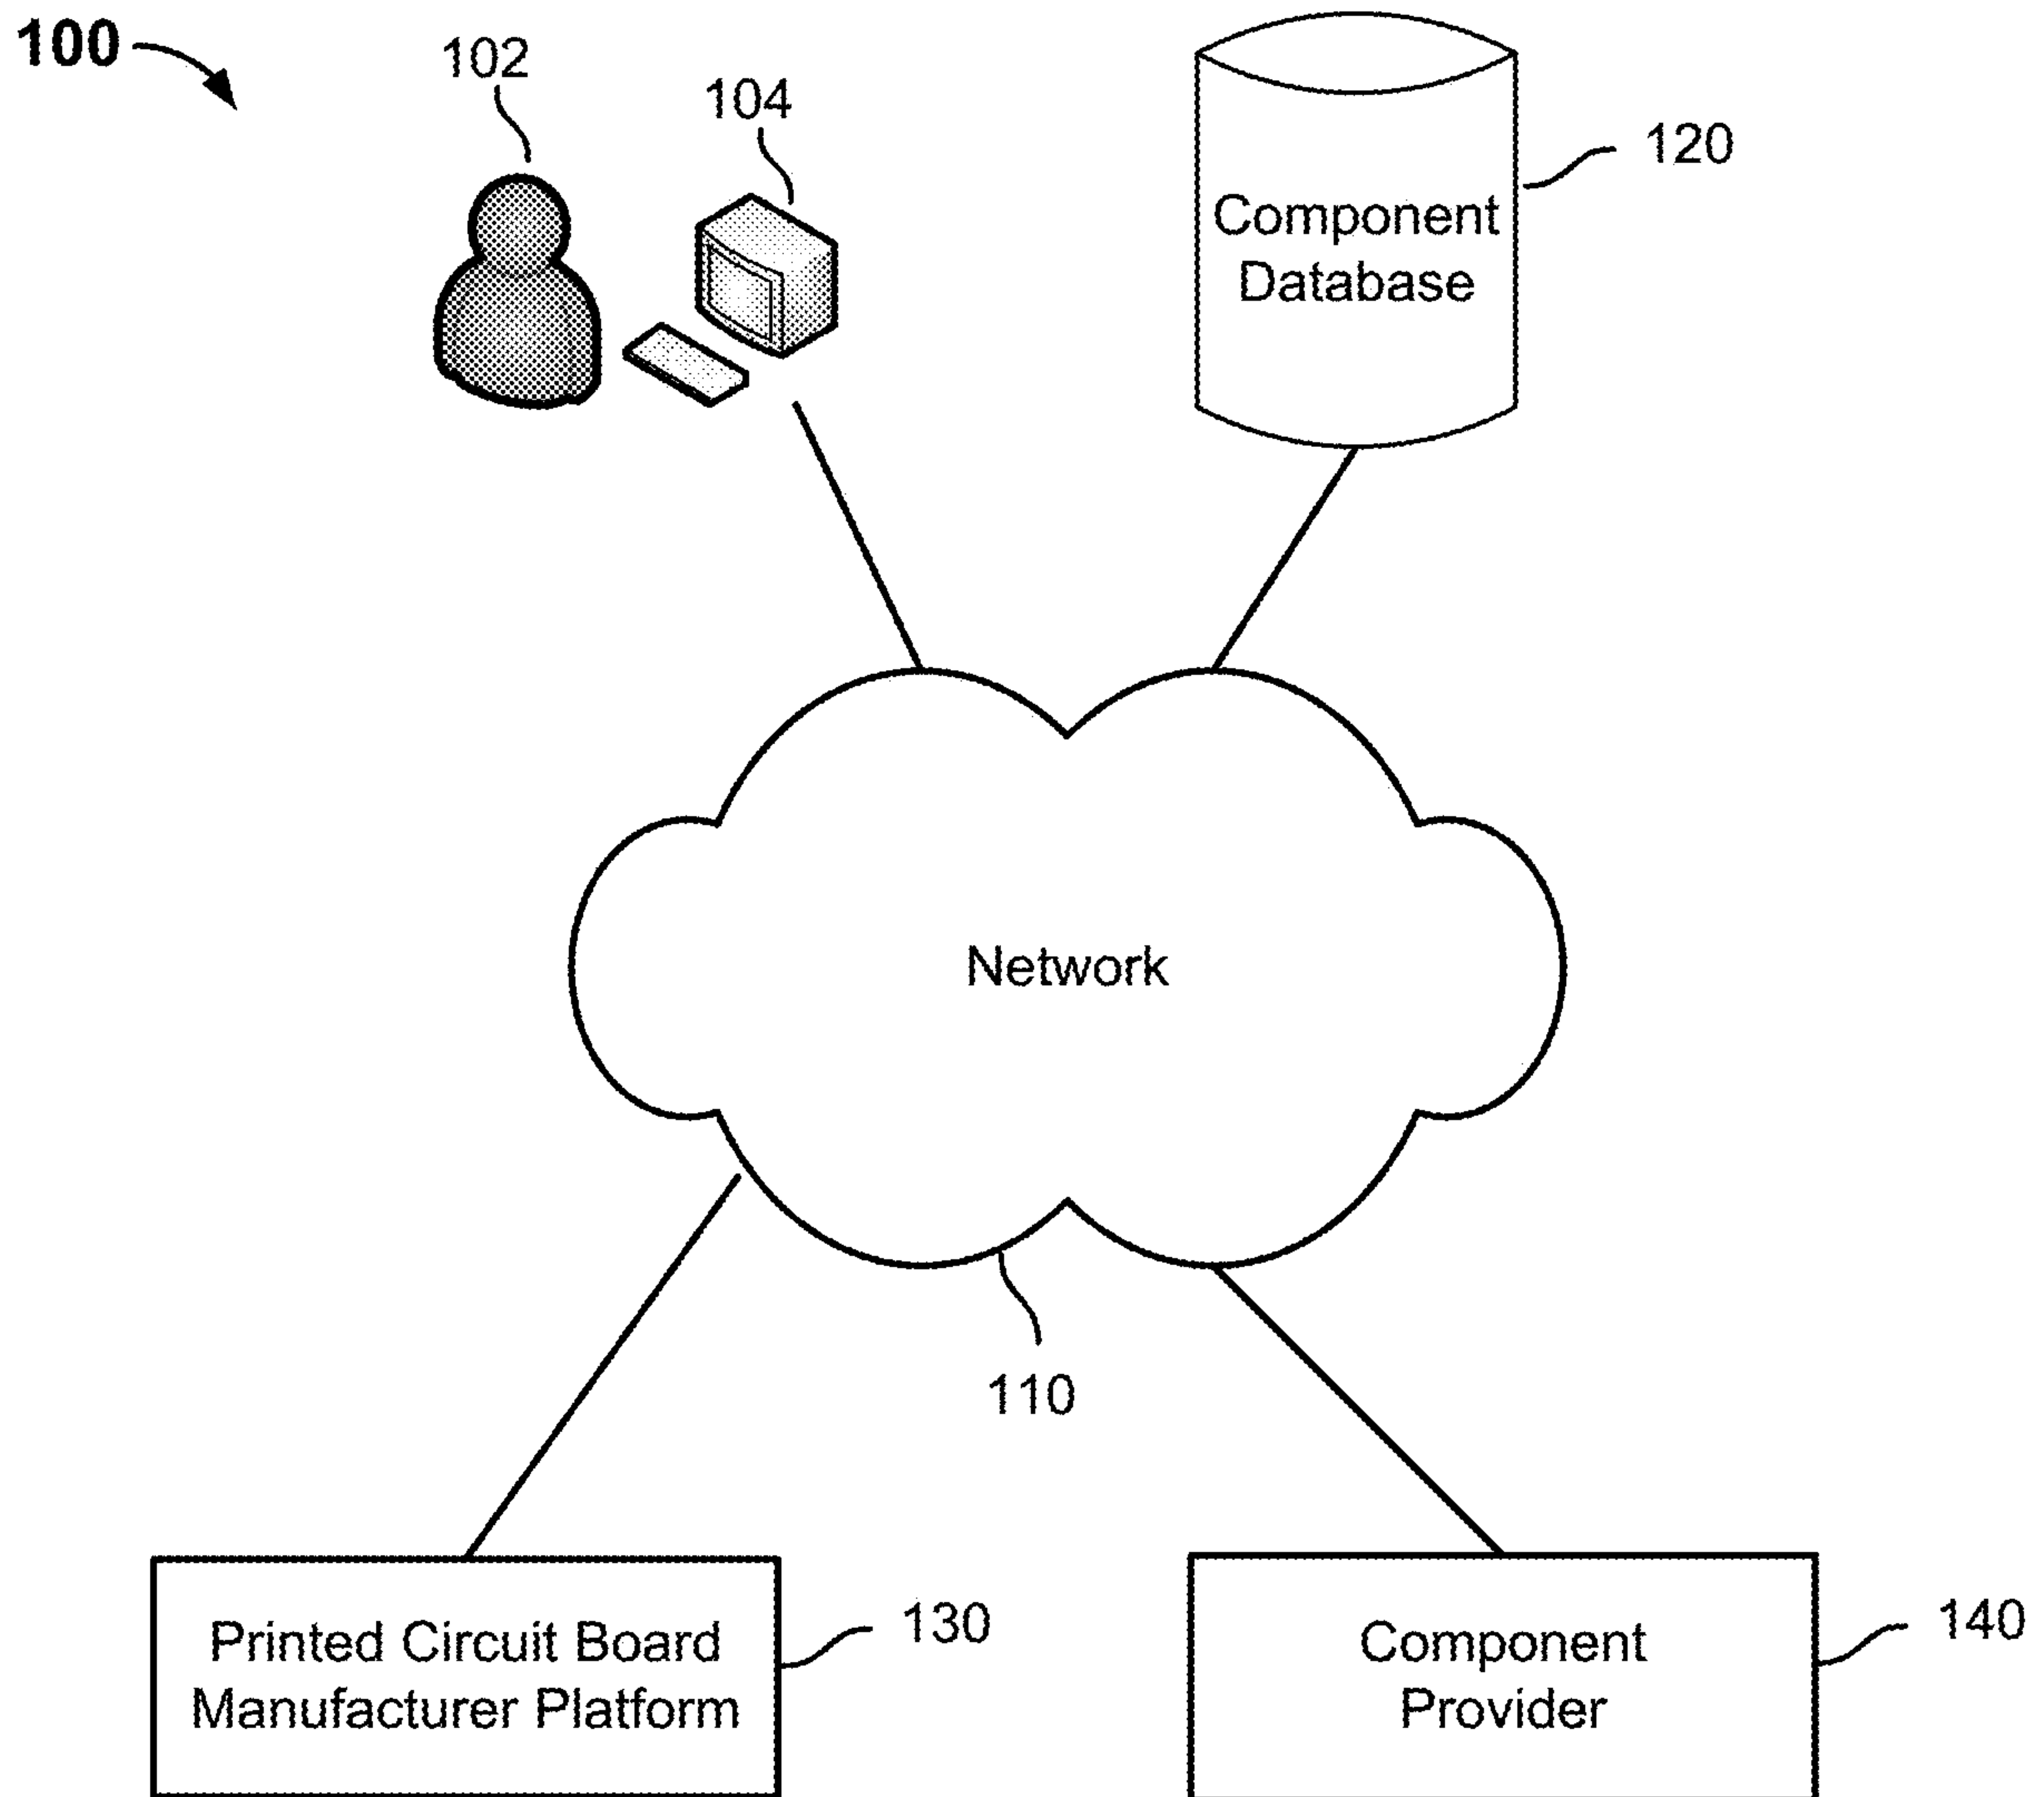 100
102
104
120
Component
Database
Network
110
Printed Circuit Board
Manufacturer Platform
130
Component
Provider
140